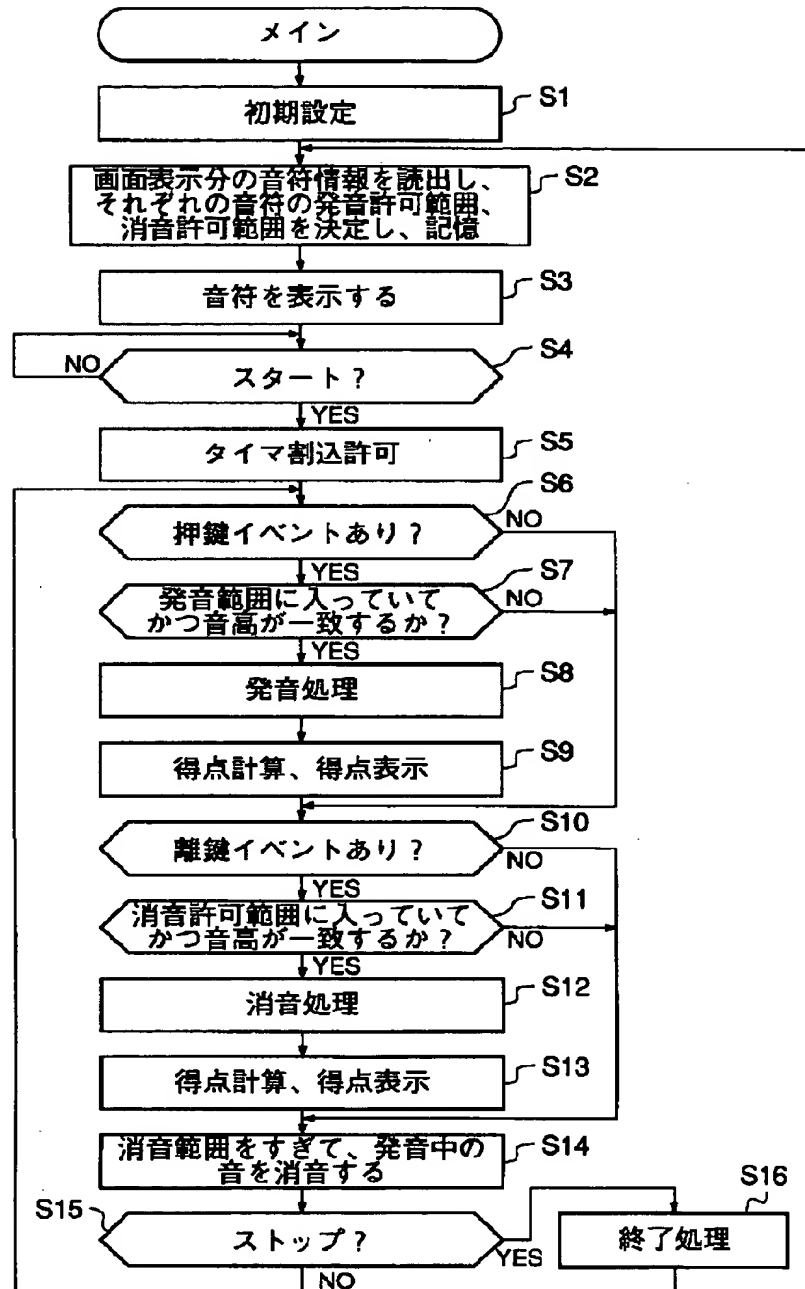 メイン
初期設定
S1
画面表示分の音符情報を読出し、
それぞれの音符の発音許可範囲、
消音許可範囲を決定し、記憶
S2
音符を表示する
S3
スタート？
S4
NO
YES
タイマ割込許可
S5
押鍵イベントあり？
S6
NO
YES
発音範囲に入っていて
かつ音高が一致するか？
S7
NO
YES
発音処理
S8
得点計算、得点表示
S9
離鍵イベントあり？
S10
NO
YES
消音許可範囲に入っていて
かつ音高が一致するか？
S11
NO
YES
消音処理
S12
得点計算、得点表示
S13
消音範囲をすぎて、発音中の
音を消音する
S14
S15
ストップ？
YES
NO
終了処理
S16